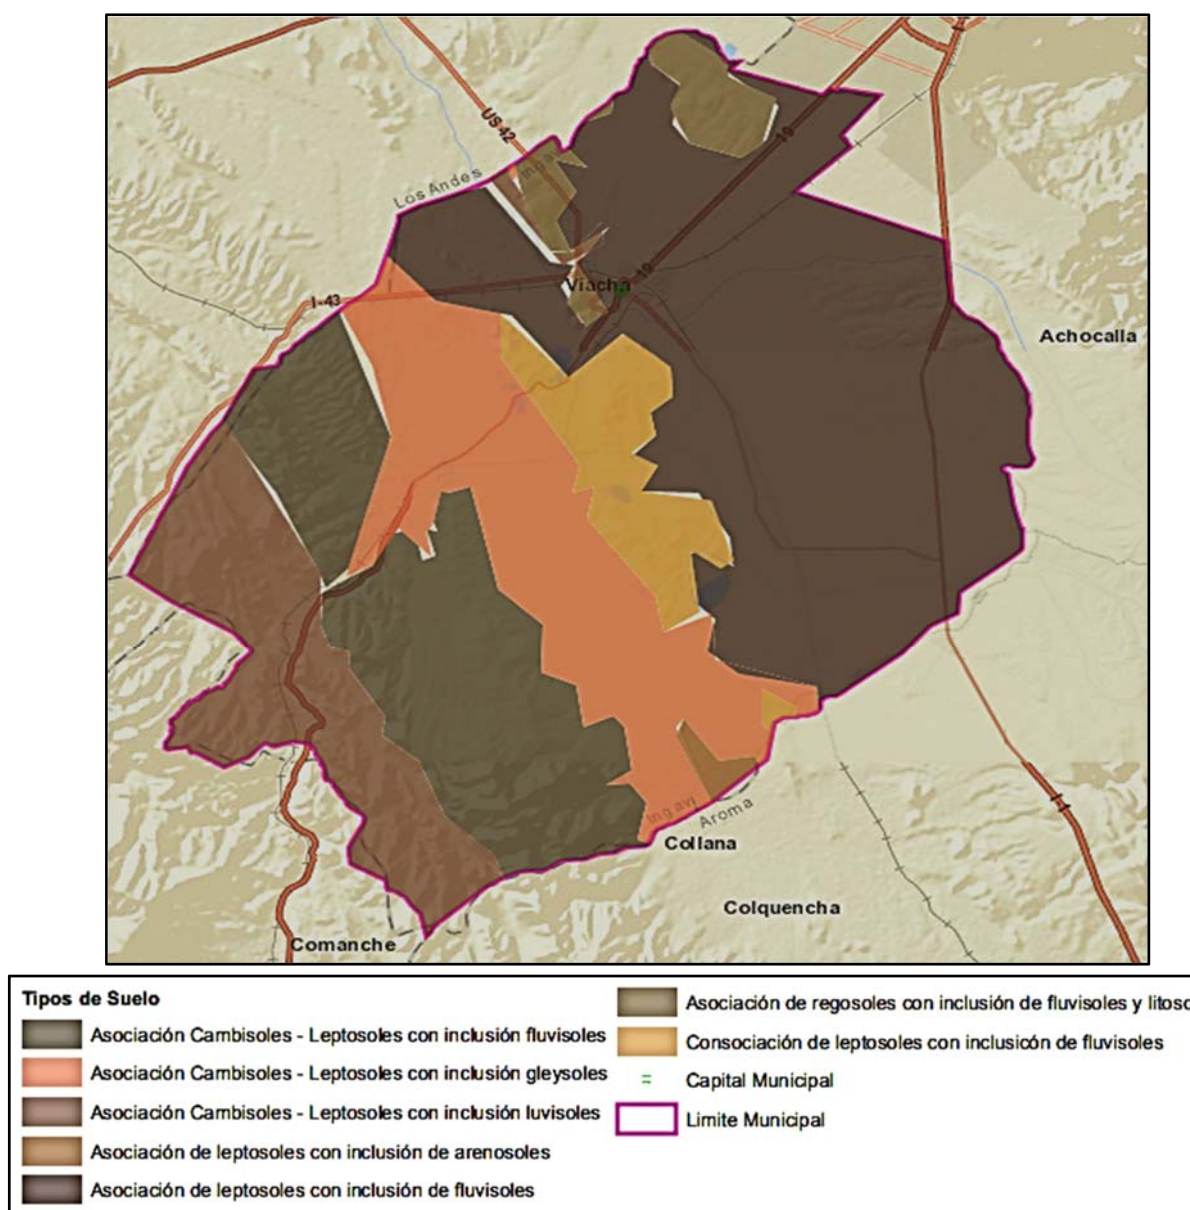 US-42
Ingavi
Los Andes
10
Viacha
10
I-43
Achocalla
1
Ingavi
Aroma
Collana
Colquencha
Comanche
Tipos de Suelo
Asociación Cambisoles - Leptosoles con inclusión fluvisoles
Asociación Cambisoles - Leptosoles con inclusión gleysoles
Asociación Cambisoles - Leptosoles con inclusión luvisoles
Asociación de leptosoles con inclusión de arenosoles
Asociación de leptosoles con inclusión de fluvisoles
Asociación de regosoles con inclusión de fluvisoles y litoso
Consociación de leptosoles con inclusicón de fluvisoles
Capital Municipal
Limite Municipal